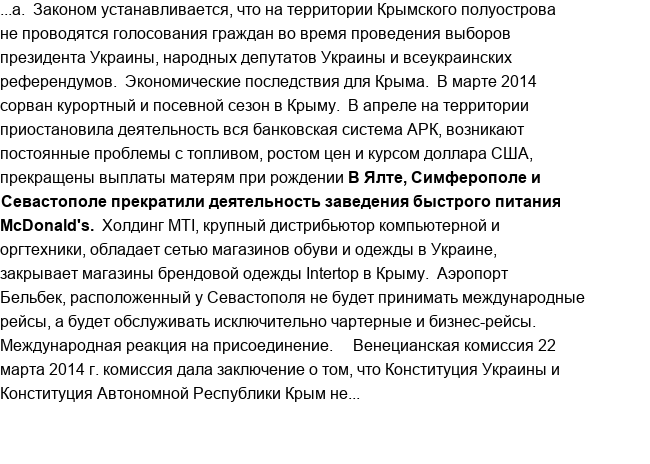 ...а.  Законом устанавливается, что на территории Крымского полуострова
не проводятся голосования граждан во время проведения выборов
президента Украины, народных депутатов Украины и всеукраинских
референдумов.  Экономические последствия для Крыма.  В марте 2014
сорван курортный и посевной сезон в Крыму.  В апреле на территории
приостановила деятельность вся банковская система АРК, возникают
постоянные проблемы с топливом, ростом цен и курсом доллара США,
прекращены выплаты матерям при рождении В Ялте, Симферополе и
Севастополе прекратили деятельность заведения быстрого питания
McDonald's.  Холдинг MTI, крупный дистрибьютор компьютерной и
оргтехники, обладает сетью магазинов обуви и одежды в Украине,
закрывает магазины брендовой одежды Intertop в Крыму.  Аэропорт
Бельбек, расположенный у Севастополя не будет принимать международные
рейсы, а будет обслуживать исключительно чартерные и бизнес-рейсы.
Международная реакция на присоединение.     Венецианская комиссия 22
марта 2014 г. комиссия дала заключение о том, что Конституция Украины и
Конституция Автономной Республики Крым не...